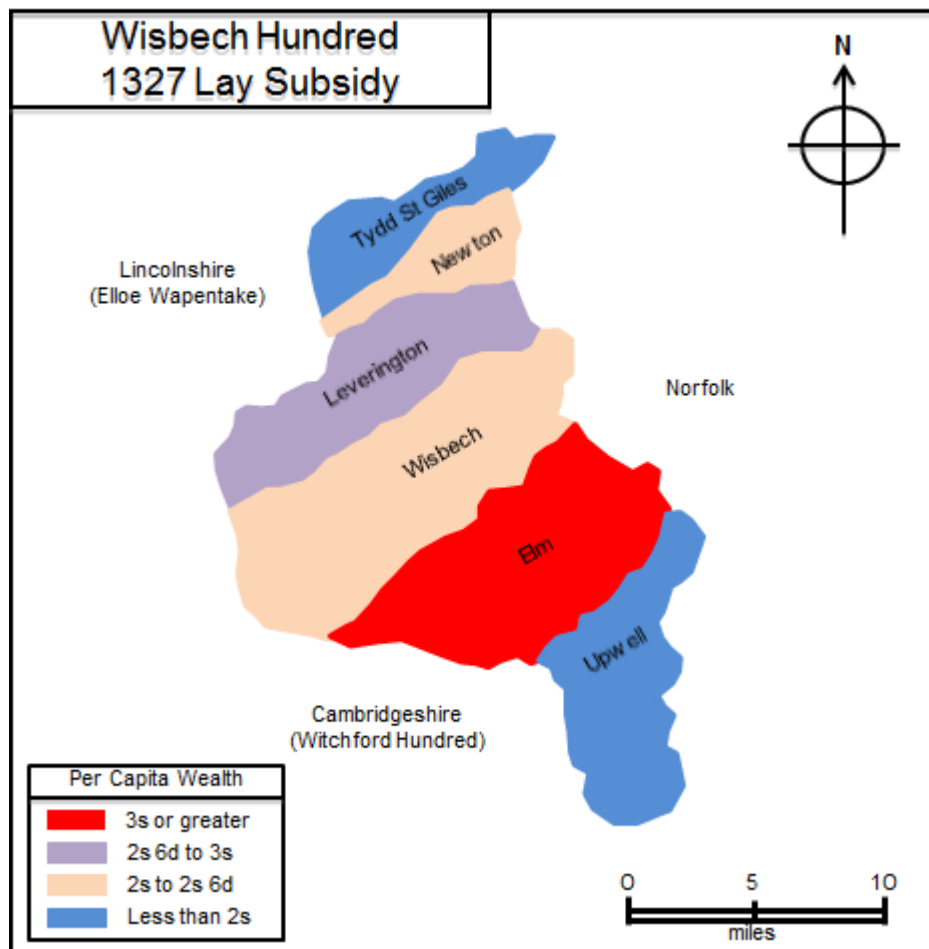 Wisbech Hundred
1327 Lay Subsidy
N
Tydd St Giles
Newton
Lincolnshire
(Elloe Wapentake)
Leverington
Norfolk
Wisbech
Elm
Upwell
Cambridgeshire
(Witchford Hundred)
Per Capita Wealth
3s or greater
2s 6d to 3s
2s to 2s 6d
Less than 2s
0 5 10
miles